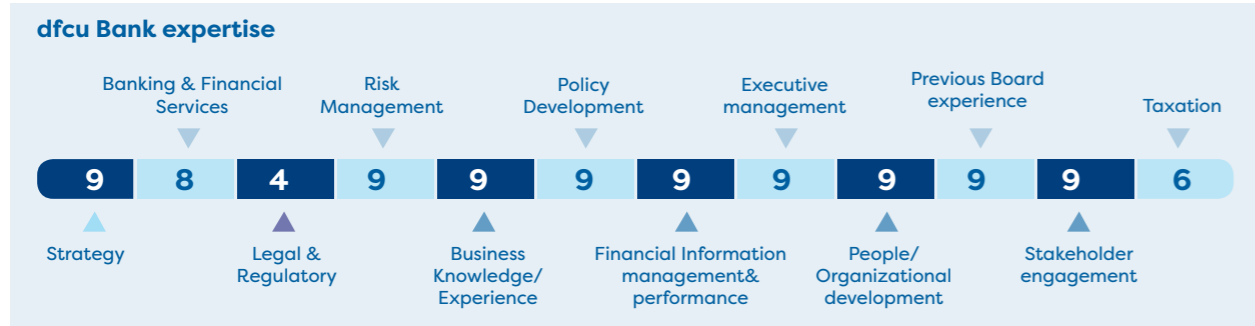 dfcu Bank expertise
Banking & Financial
Services
Risk
Management
Policy
Development
Executive
management
Previous Board
experience
Taxation
9 8 4 9 9 9 9 9 9 9 9 6
Strategy
Legal &
Regulatory
Business
Knowledge/
Experience
Financial Information
management&
performance
People/
Organizational
development
Stakeholder
engagement